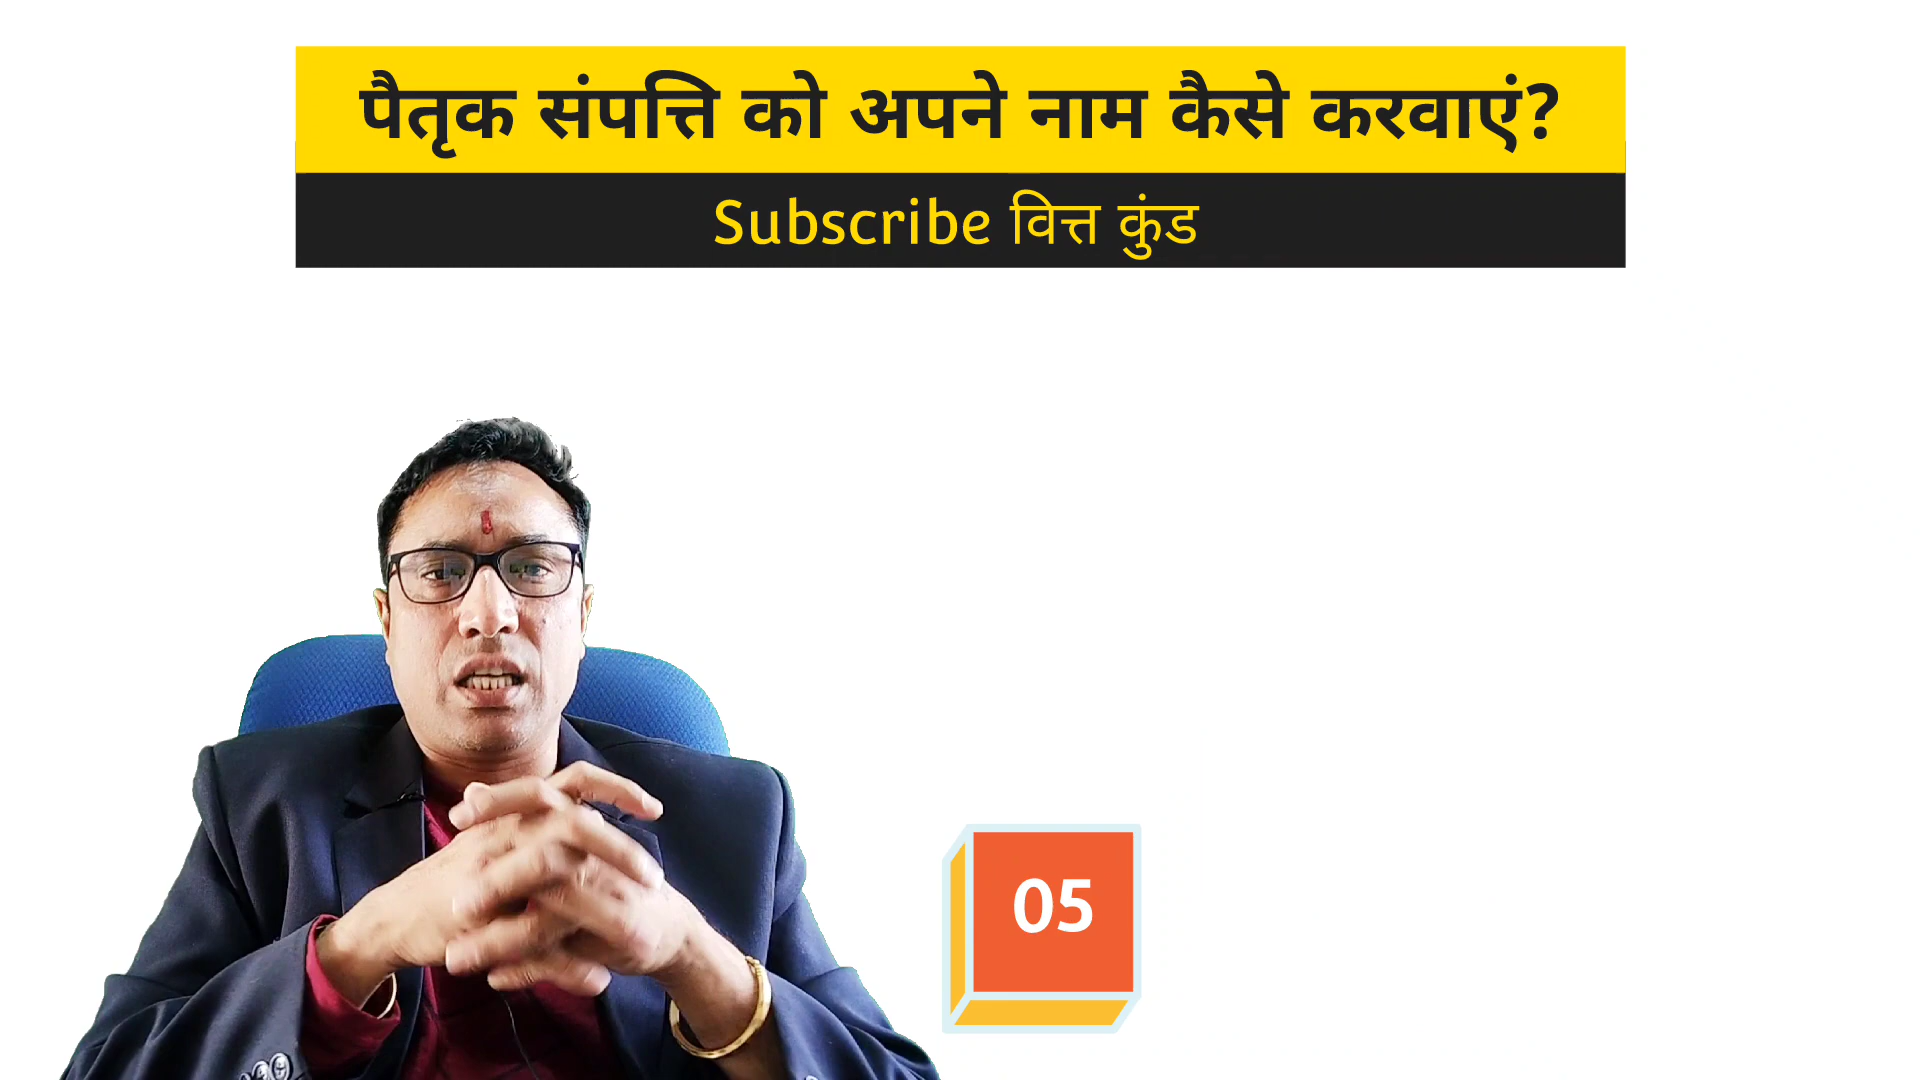 पैतृक संपत्ति को अपने नाम कैसे करवाएं?
Subscribe वित्त कुंड
05